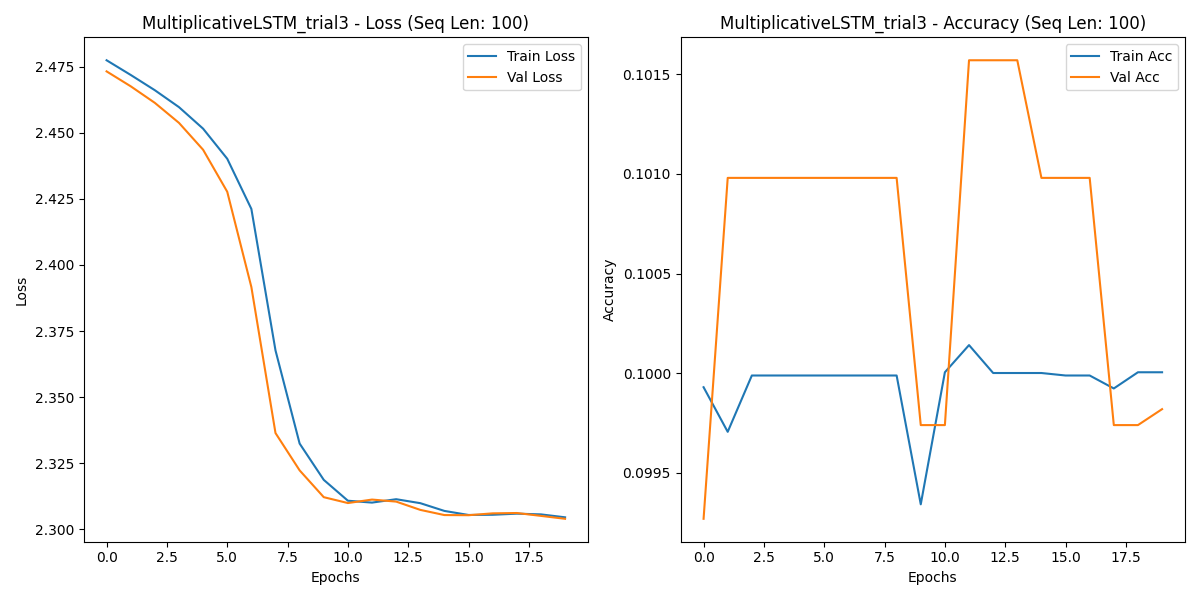 MultiplicativeLSTM_trial3 - Loss (Seq Len: 100)
Train Loss
Val Loss
2.475
2.450
2.425
2.400
2.375
2.350
2.325
2.300
Loss
0.0
2.5
5.0
7.5
10.0
12.5
15.0
17.5
Epochs
MultiplicativeLSTM_trial3 - Accuracy (Seq Len: 100)
Train Acc
Val Acc
0.1015
0.1010
0.1005
0.1000
0.0995
Accuracy
0.0
2.5
5.0
7.5
10.0
12.5
15.0
17.5
Epochs